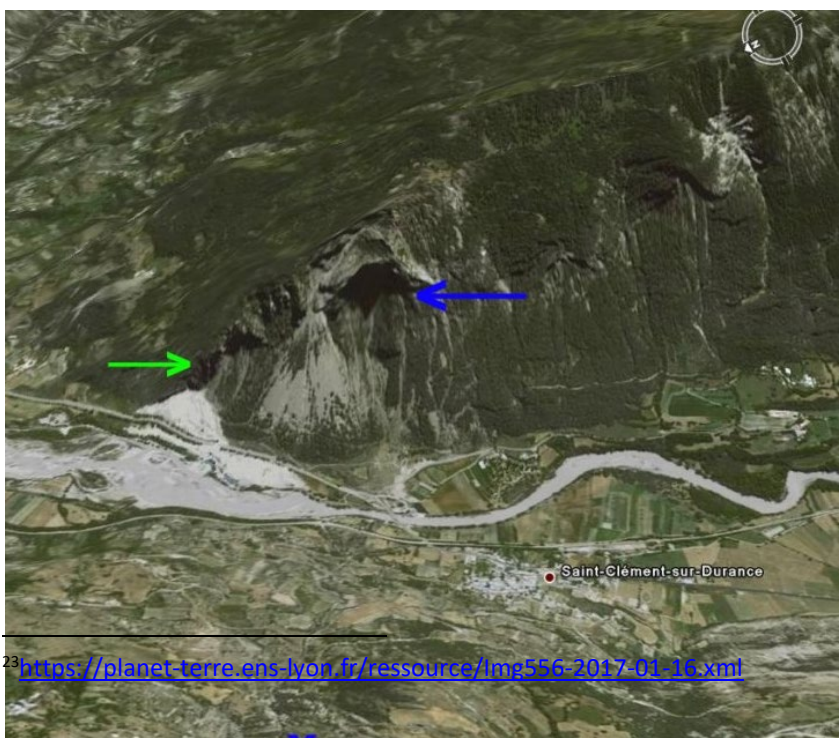 N
Saint-Clément-sur-Durance
23https://planet-terre.ens-lyon.fr/ressource/Img556-2017-01-16.xml